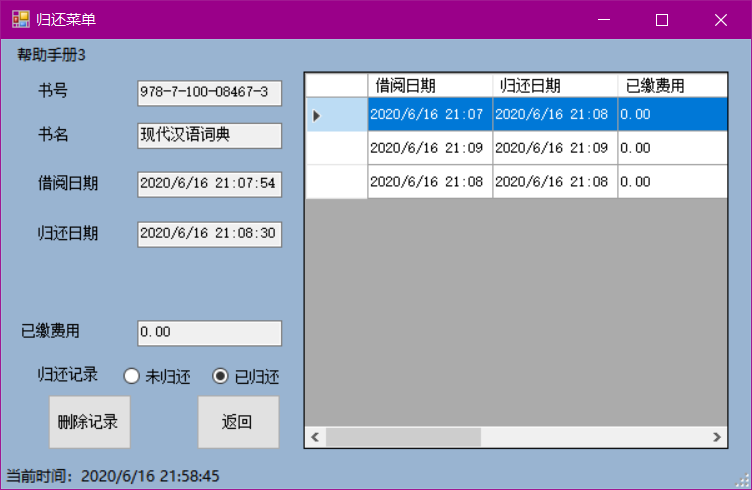 归还菜单
帮助手册3
书号 978-7-100-08467-3
书名 现代汉语词典
借阅日期 2020/6/16 21:07:54
归还日期 2020/6/16 21:08:30
已缴费用 0.00
归还记录 未归还 已归还
删除记录 返回
借阅日期 归还日期 已缴费用
2020/6/16 21:07 2020/6/16 21:08 0.00
2020/6/16 21:09 2020/6/16 21:09 0.00
2020/6/16 21:08 2020/6/16 21:08 0.00
当前时间: 2020/6/16 21:58:45